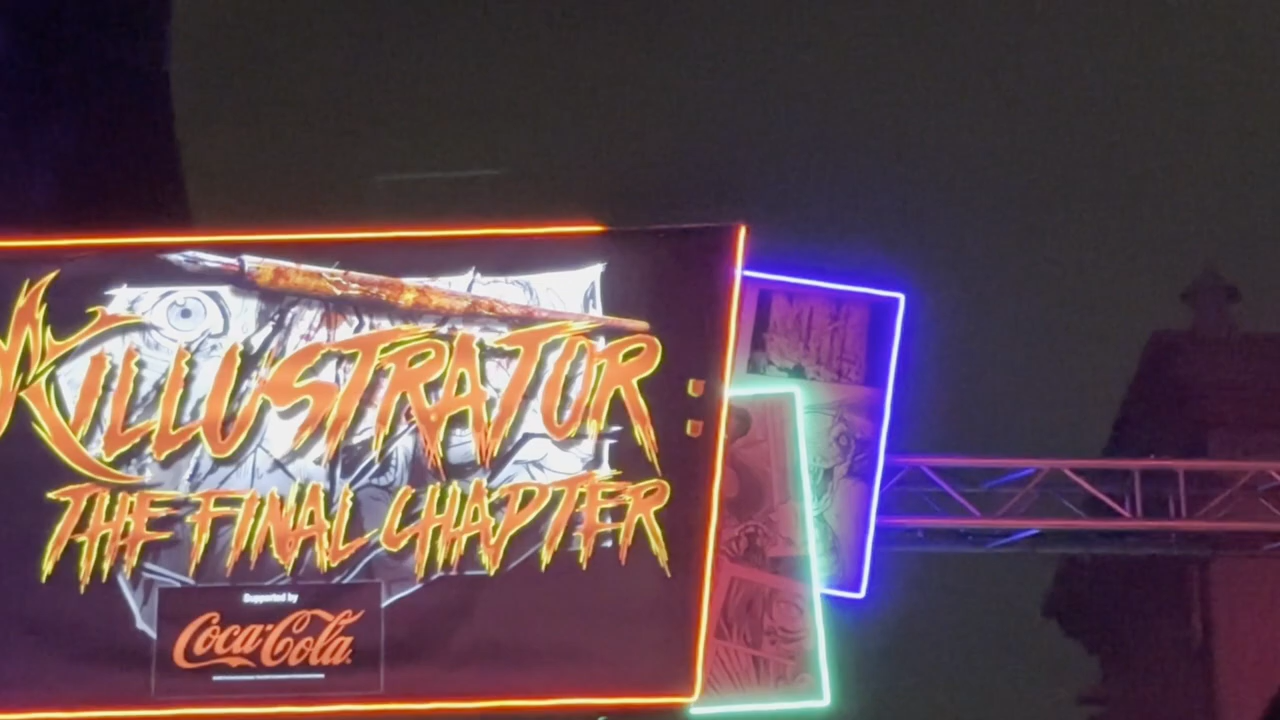 KILLUSTRATOR
THE FINAL CHAPTER
Supported by
Coca-Cola